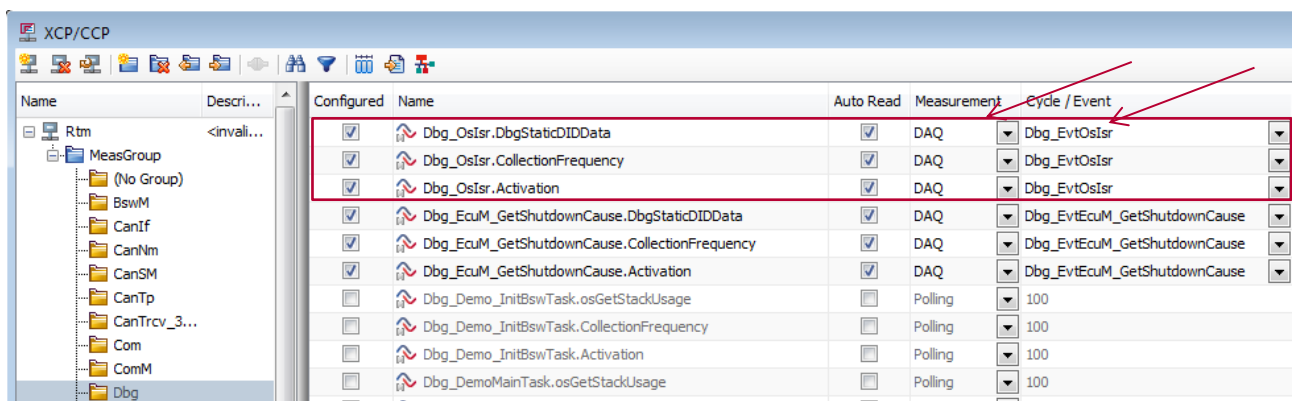 XCP/CCP
Name Descri... Configured Name Auto Read Measurement Cycle / Event
Rtm <invali... Dbg_OsIsr.DbgStaticDIDData DAQ Dbg_EvtOsIsr
MeasGroup Dbg_OsIsr.CollectionFrequency DAQ Dbg_EvtOsIsr
(No Group) Dbg_OsIsr.Activation DAQ Dbg_EvtOsIsr
BswM Dbg_EcuM_GetShutdownCause.DbgStaticDIDData DAQ Dbg_EvtEcuM_GetShutdownCause
CanIf Dbg_EcuM_GetShutdownCause.CollectionFrequency DAQ Dbg_EvtEcuM_GetShutdownCause
CanNm Dbg_EcuM_GetShutdownCause.Activation DAQ Dbg_EvtEcuM_GetShutdownCause
CanSM Dbg_Demo_InitBswTask.osGetStackUsage Polling 100
CanTp Dbg_Demo_InitBswTask.CollectionFrequency Polling 100
CanTrcv_3... Dbg_Demo_InitBswTask.Activation Polling 100
Com Dbg_DemoMainTask.osGetStackUsage Polling 100
ComM
Dbg